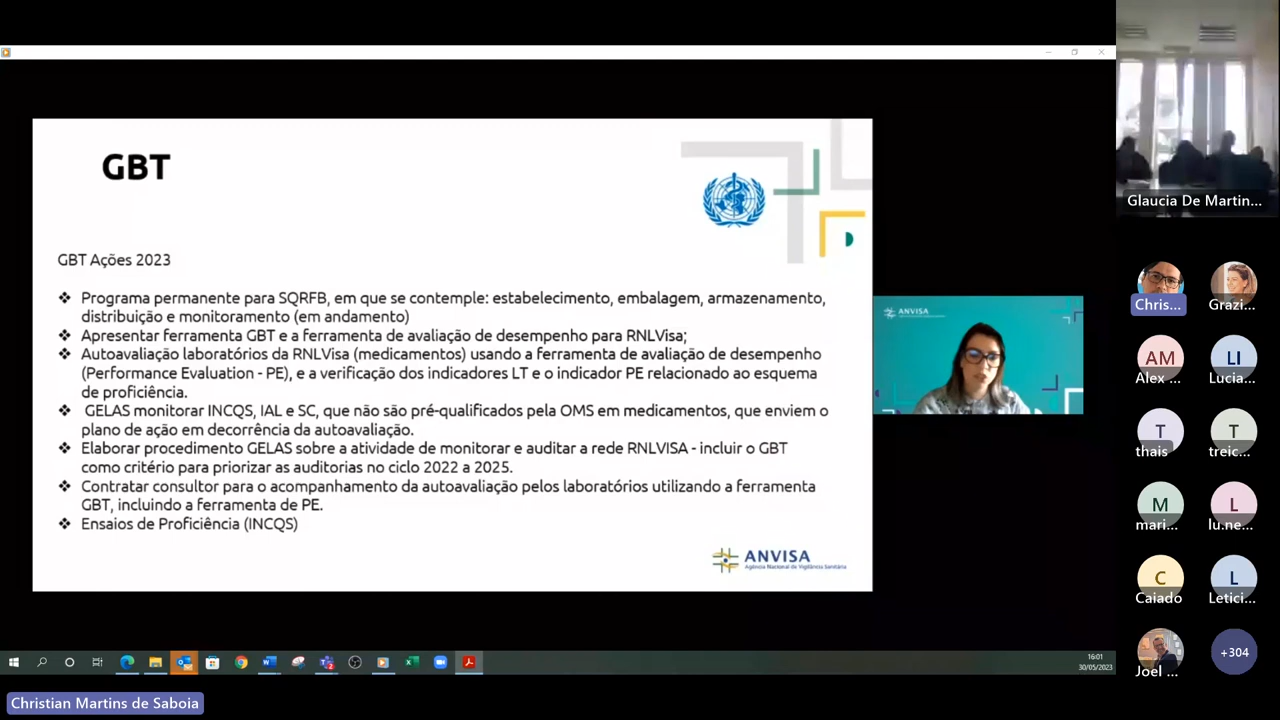 GBT
GBT Ações 2023
❖ Programa permanente para SQRFB, em que se contemple: estabelecimento, embalagem, armazenamento,
distribuição e monitoramento (em andamento)
❖ Apresentar ferramenta GBT e a ferramenta de avaliação de desempenho para RNLVisa;
❖ Autoavaliação laboratórios da RNLVisa (medicamentos) usando a ferramenta de avaliação de desempenho
(Performance Evaluation - PE), e a verificação dos indicadores LT e o indicador PE relacionado ao esquema
de proficiência.
❖ GELAS monitorar INCQS, IAL e SC, que não são pré-qualificados pela OMS em medicamentos, que enviem o
plano de ação em decorrência da autoavaliação.
❖ Elaborar procedimento GELAS sobre a atividade de monitorar e auditar a rede RNLVISA - incluir o GBT
como critério para priorizar as auditorias no ciclo 2022 a 2025.
❖ Contratar consultor para o acompanhamento da autoavaliação pelos laboratórios utilizando a ferramenta
GBT, incluindo a ferramenta de PE.
❖ Ensaios de Proficiência (INCQS)
ANVISA
Agência Nacional de Vigilância Sanitária
ANVISA
Glaucia De Martin...
Chris...
Grazi...
AM
Alex ...
LI
Lucia...
T
thais
T
treic...
M
mari...
L
lu.ne...
C
Caiado
L
Letici...
Joel ...
+304
16:01
30/05/2023
Christian Martins de Saboia